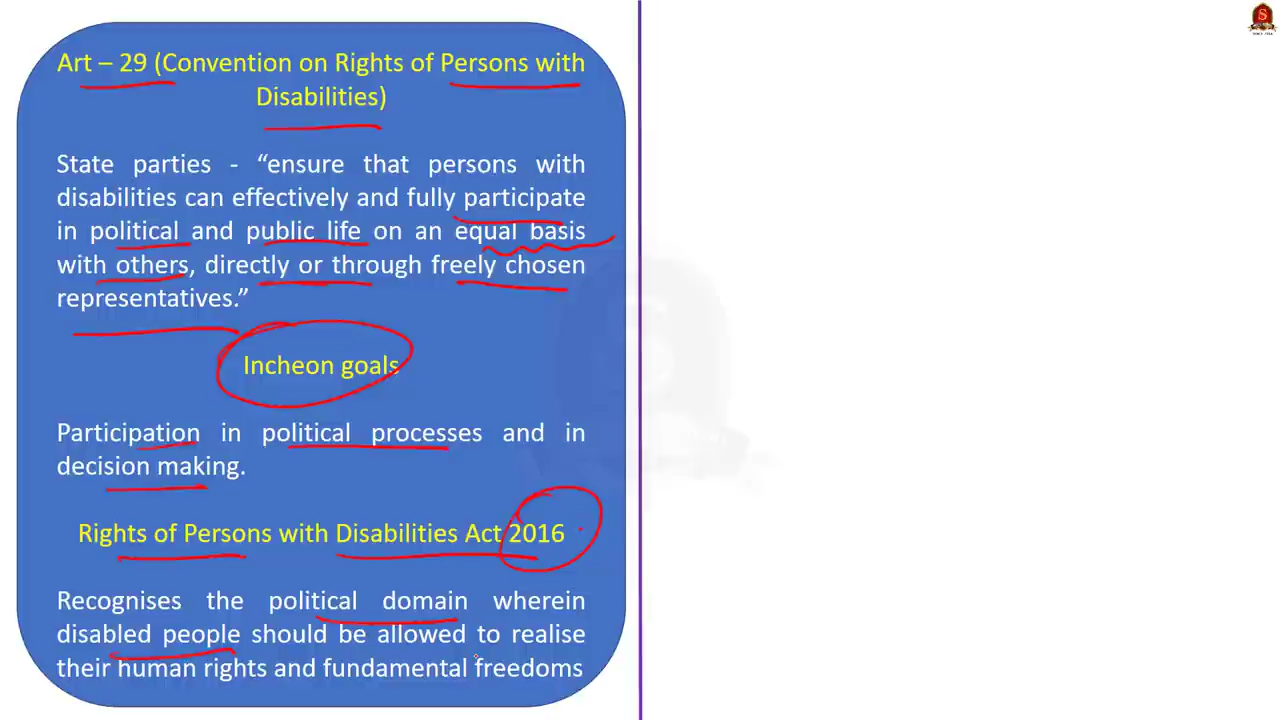 Art – 29 (Convention on Rights of Persons with
Disabilities)
State parties - “ensure that persons with
disabilities can effectively and fully participate
in political and public life on an equal basis
with others, directly or through freely chosen
representatives.”
Incheon goals
Participation in political processes and in
decision making.
Rights of Persons with Disabilities Act 2016
Recognises the political domain wherein
disabled people should be allowed to realise
their human rights and fundamental freedoms